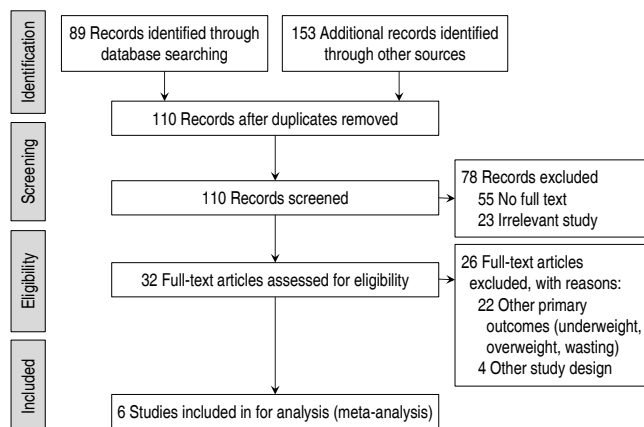 Identification
89 Records identified through
database searching
153 Additional records identified
through other sources
110 Records after duplicates removed
Screening
110 Records screened
78 Records excluded
55 No full text
23 Irrelevant study
Eligibility
32 Full-text articles assessed for eligibility
26 Full-text articles
excluded, with reasons:
22 Other primary
outcomes (underweight,
overweight, wasting)
4 Other study design
Included
6 Studies included in for analysis (meta-analysis)